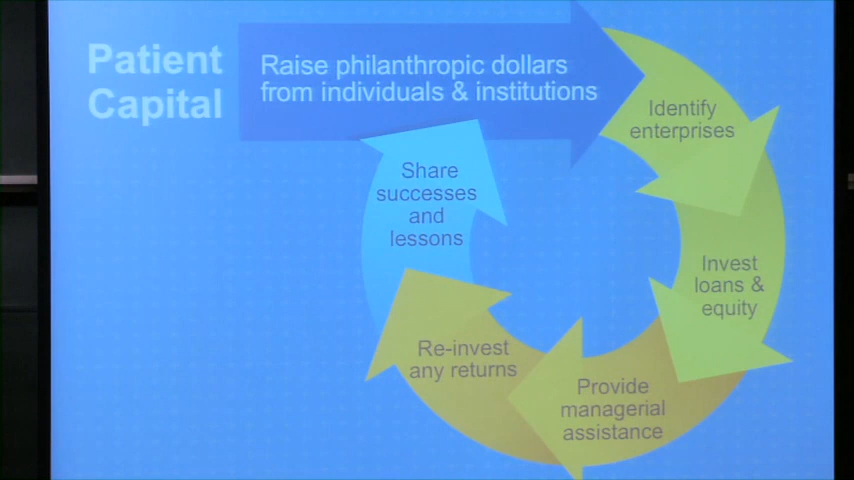 Patient
Capital
Raise philanthropic dollars
from individuals & institutions
Identify
enterprises
Invest
loans &
equity
Provide
managerial
assistance
Re-invest
any returns
Share
successes
and
lessons